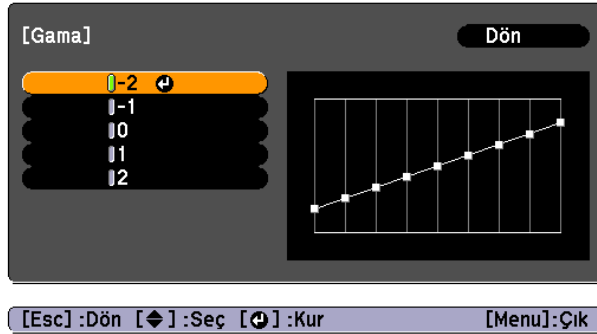 [Gama]
Dön
-2
-1
0
1
2
[Esc] :Dön [◆] :Seç [↵] :Kur [Menu]:Çık